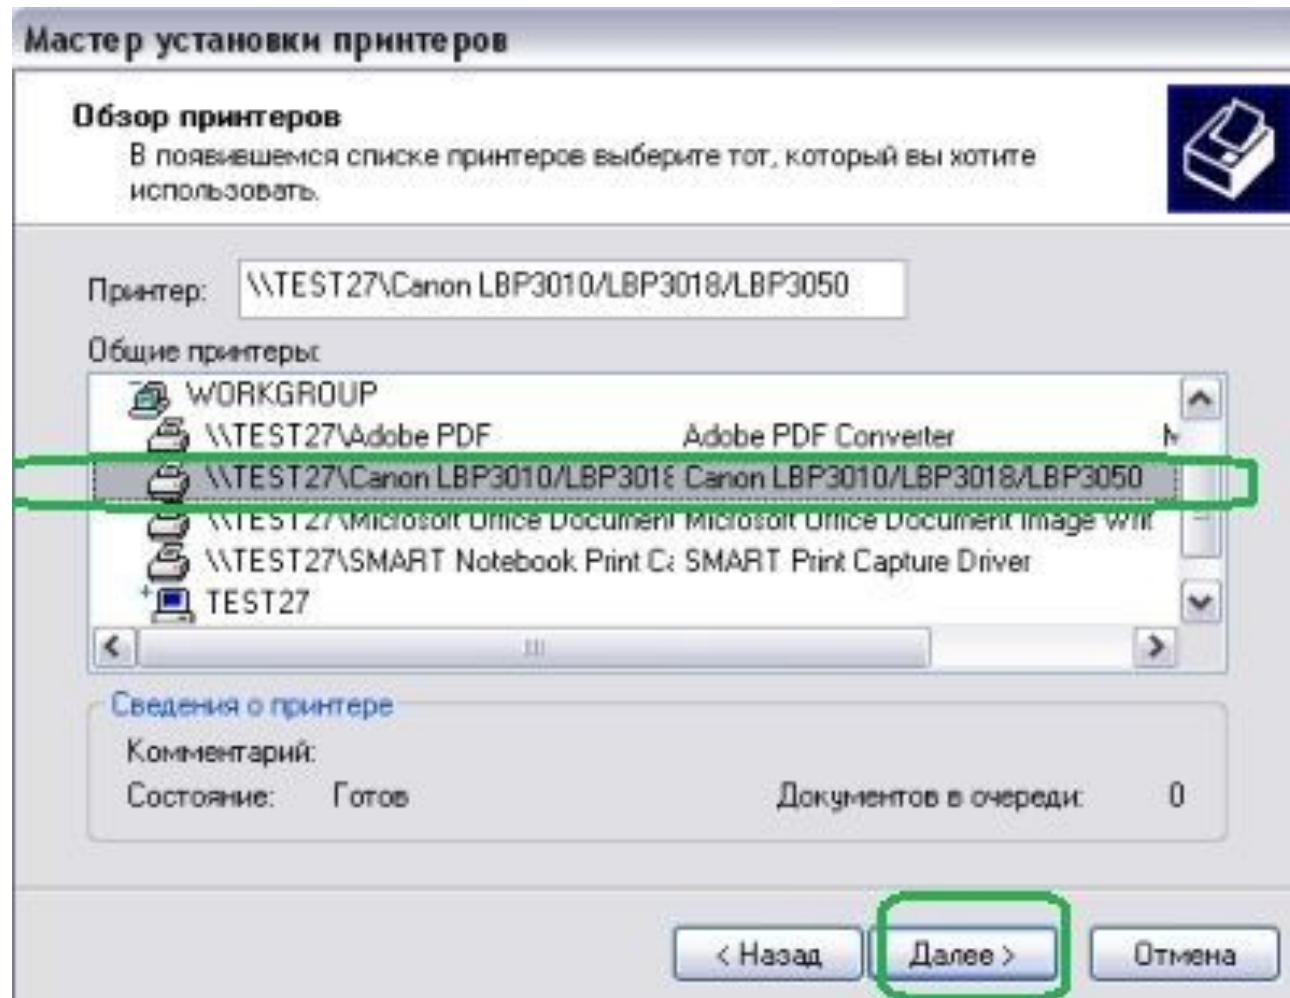 Мастер установки принтеров
Обзор принтеров
В появившемся списке принтеров выберите тот, который вы хотите
использовать.
Принтер: \\TEST27\Canon LBP3010/LBP3018/LBP3050
Общие принтеры:
WORKGROUP
\\TEST27\Adobe PDF Adobe PDF Converter
\\TEST27\Canon LBP3010/LBP3018 Canon LBP3010/LBP3018/LBP3050
\\TEST27\Microsoft Office Document Microsoft Office Document Image Writ
\\TEST27\SMART Notebook Print Ca SMART Print Capture Driver
TEST27
Сведения о принтере
Комментарий:
Состояние: Готов Документов в очереди: 0
< Назад Далее > Отмена